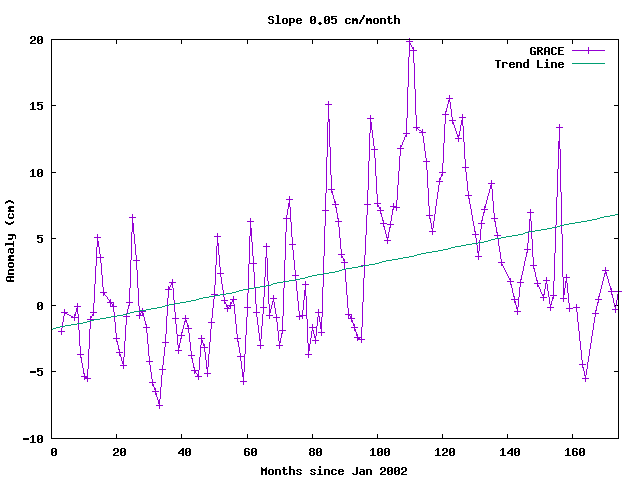 Slope 0.05 cm/month
GRACE
Trend Line
20
15
10
5
0
-5
-10
Anomaly (cm)
0 20 40 60 80 100 120 140 160
Months since Jan 2002